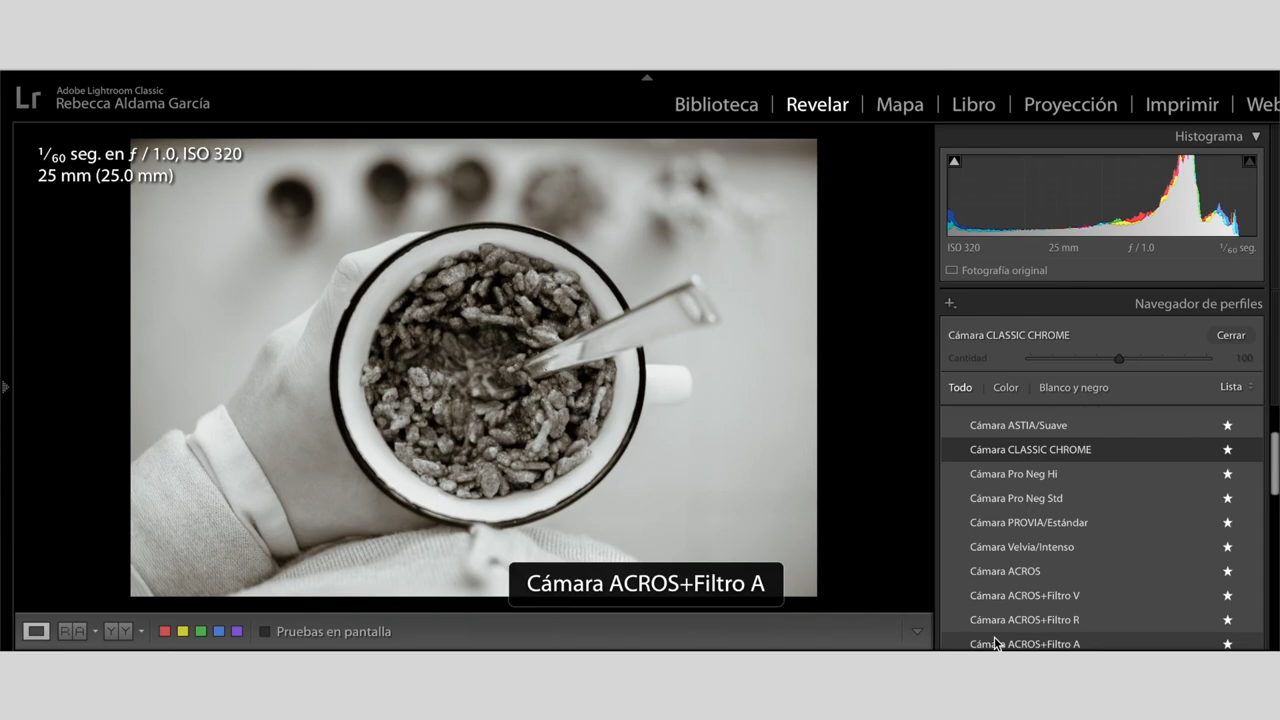 Lr
Adobe Lightroom Classic
Rebecca Aldama García
Biblioteca | Revelar | Mapa | Libro | Proyección | Imprimir | Web
1/60 seg. en ƒ / 1.0, ISO 320
25 mm (25.0 mm)
Histograma
ISO 320 25 mm ƒ / 1.0 1/60 seg.
Fotografía original
Navegador de perfiles
Cámara CLASSIC CHROME Cerrar
Cantidad 100
Todo | Color | Blanco y negro Lista
Cámara ASTIA/Suave
Cámara CLASSIC CHROME
Cámara Pro Neg Hi
Cámara Pro Neg Std
Cámara PROVIA/Estándar
Cámara Velvia/Intenso
Cámara ACROS
Cámara ACROS+Filtro V
Cámara ACROS+Filtro R
Cámara ACROS+Filtro A
Cámara ACROS+Filtro A
R A Y Y Pruebas en pantalla